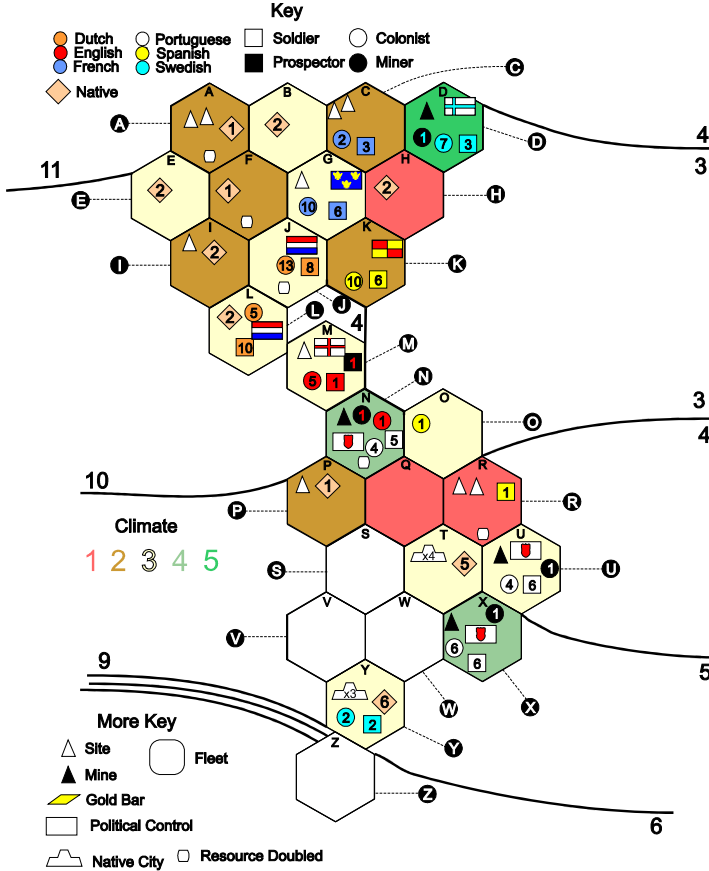 Key
Dutch Portuguese Soldier Colonist
English Spanish Prospector Miner
French Swedish
Native
C
A B C D
A 1 2 2 3 1 7 3 D
4
3
11
E F G H
E 2 1 10 6 2 H
I J K
I 2 13 8 10 6 K
J
L
2 5 10 L
4
M
1 5 1 M
N
N O
1 1 4 5 1 O
3
4
10
P Q R
P 1 1 R
Climate
1 2 3 4 5
S T U
S x4 5 1 4 6 U
V W X
V 1 6 6
5
9
Y
x3 6 2 2 W X
Y
More Key
Z
Site
Fleet
Mine
Gold Bar
Z
Political Control
6
Native City Resource Doubled